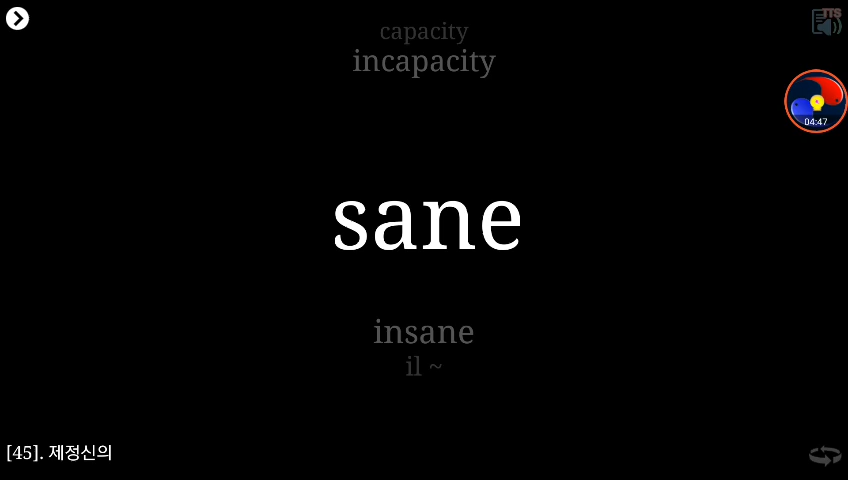 capacity
incapacity
TTS
04:47
sane
insane
il ~
[45]. 제정신의